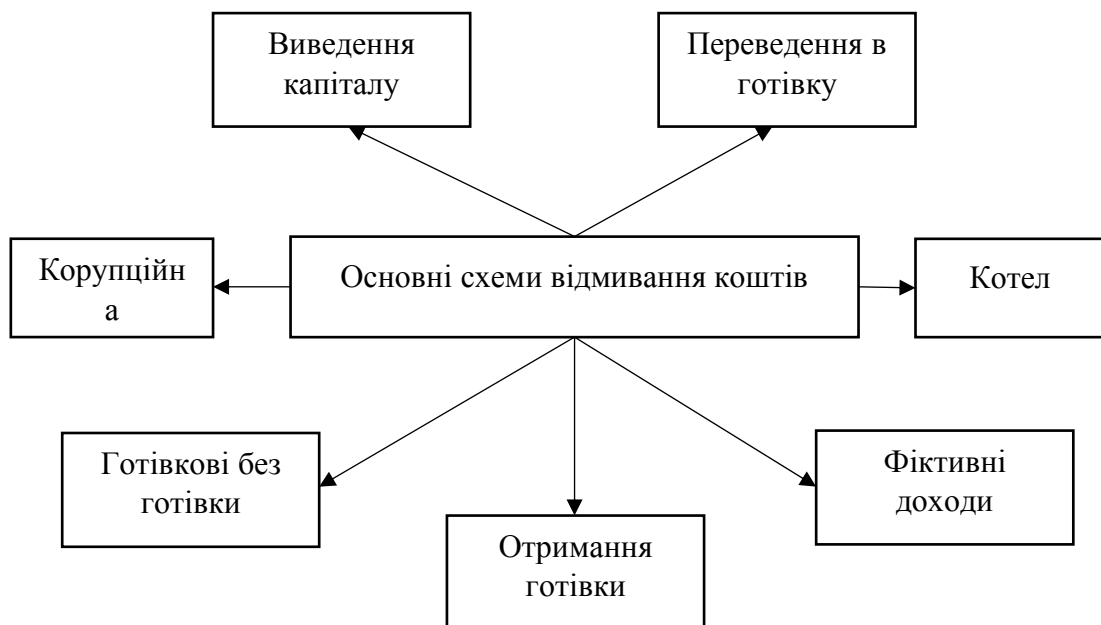 Виведення
капіталу
Переведення в
готівку
Корупційн
а
Основні схеми відмивання коштів
Котел
Готівкові без
готівки
Отримання
готівки
Фіктивні
доходи